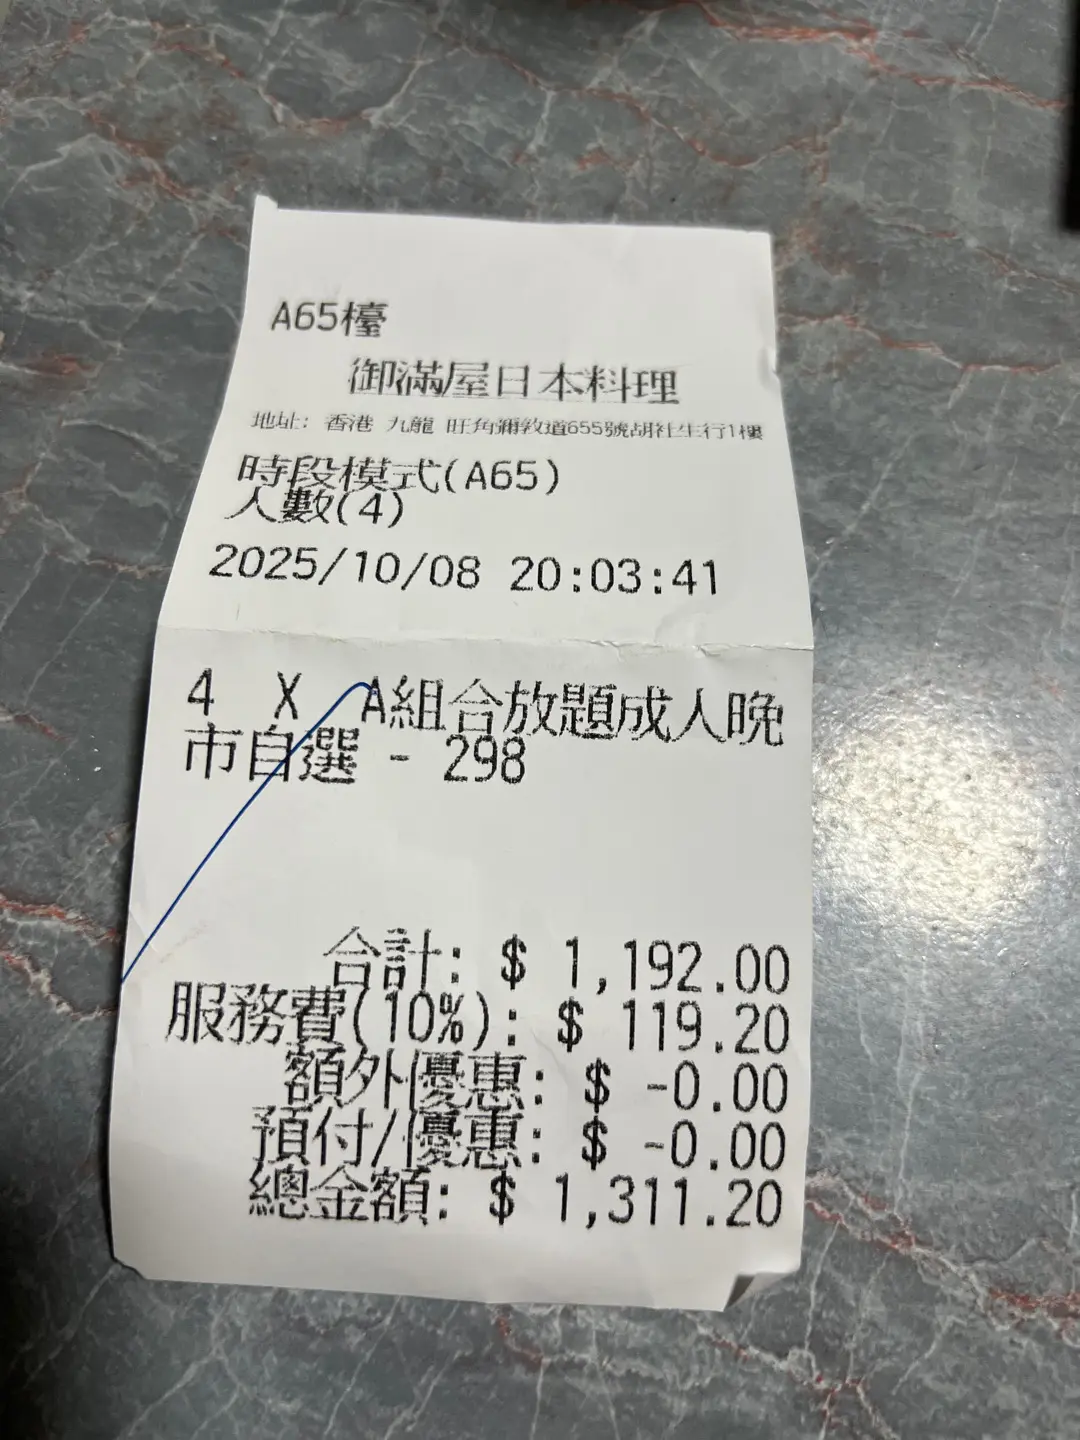 A65檯
御滿屋日本料理
地址: 香港 九龍 旺角彌敦道655號胡社生行1樓
時段模式(A65)
人數(4)
2025/10/08 20:03:41
4 X A組合放題成人晚
市自選 - 298
合計: $ 1,192.00
服務費(10%): $ 119.20
額外優惠: $ -0.00
預付/優惠: $ -0.00
總金額: $ 1,311.20